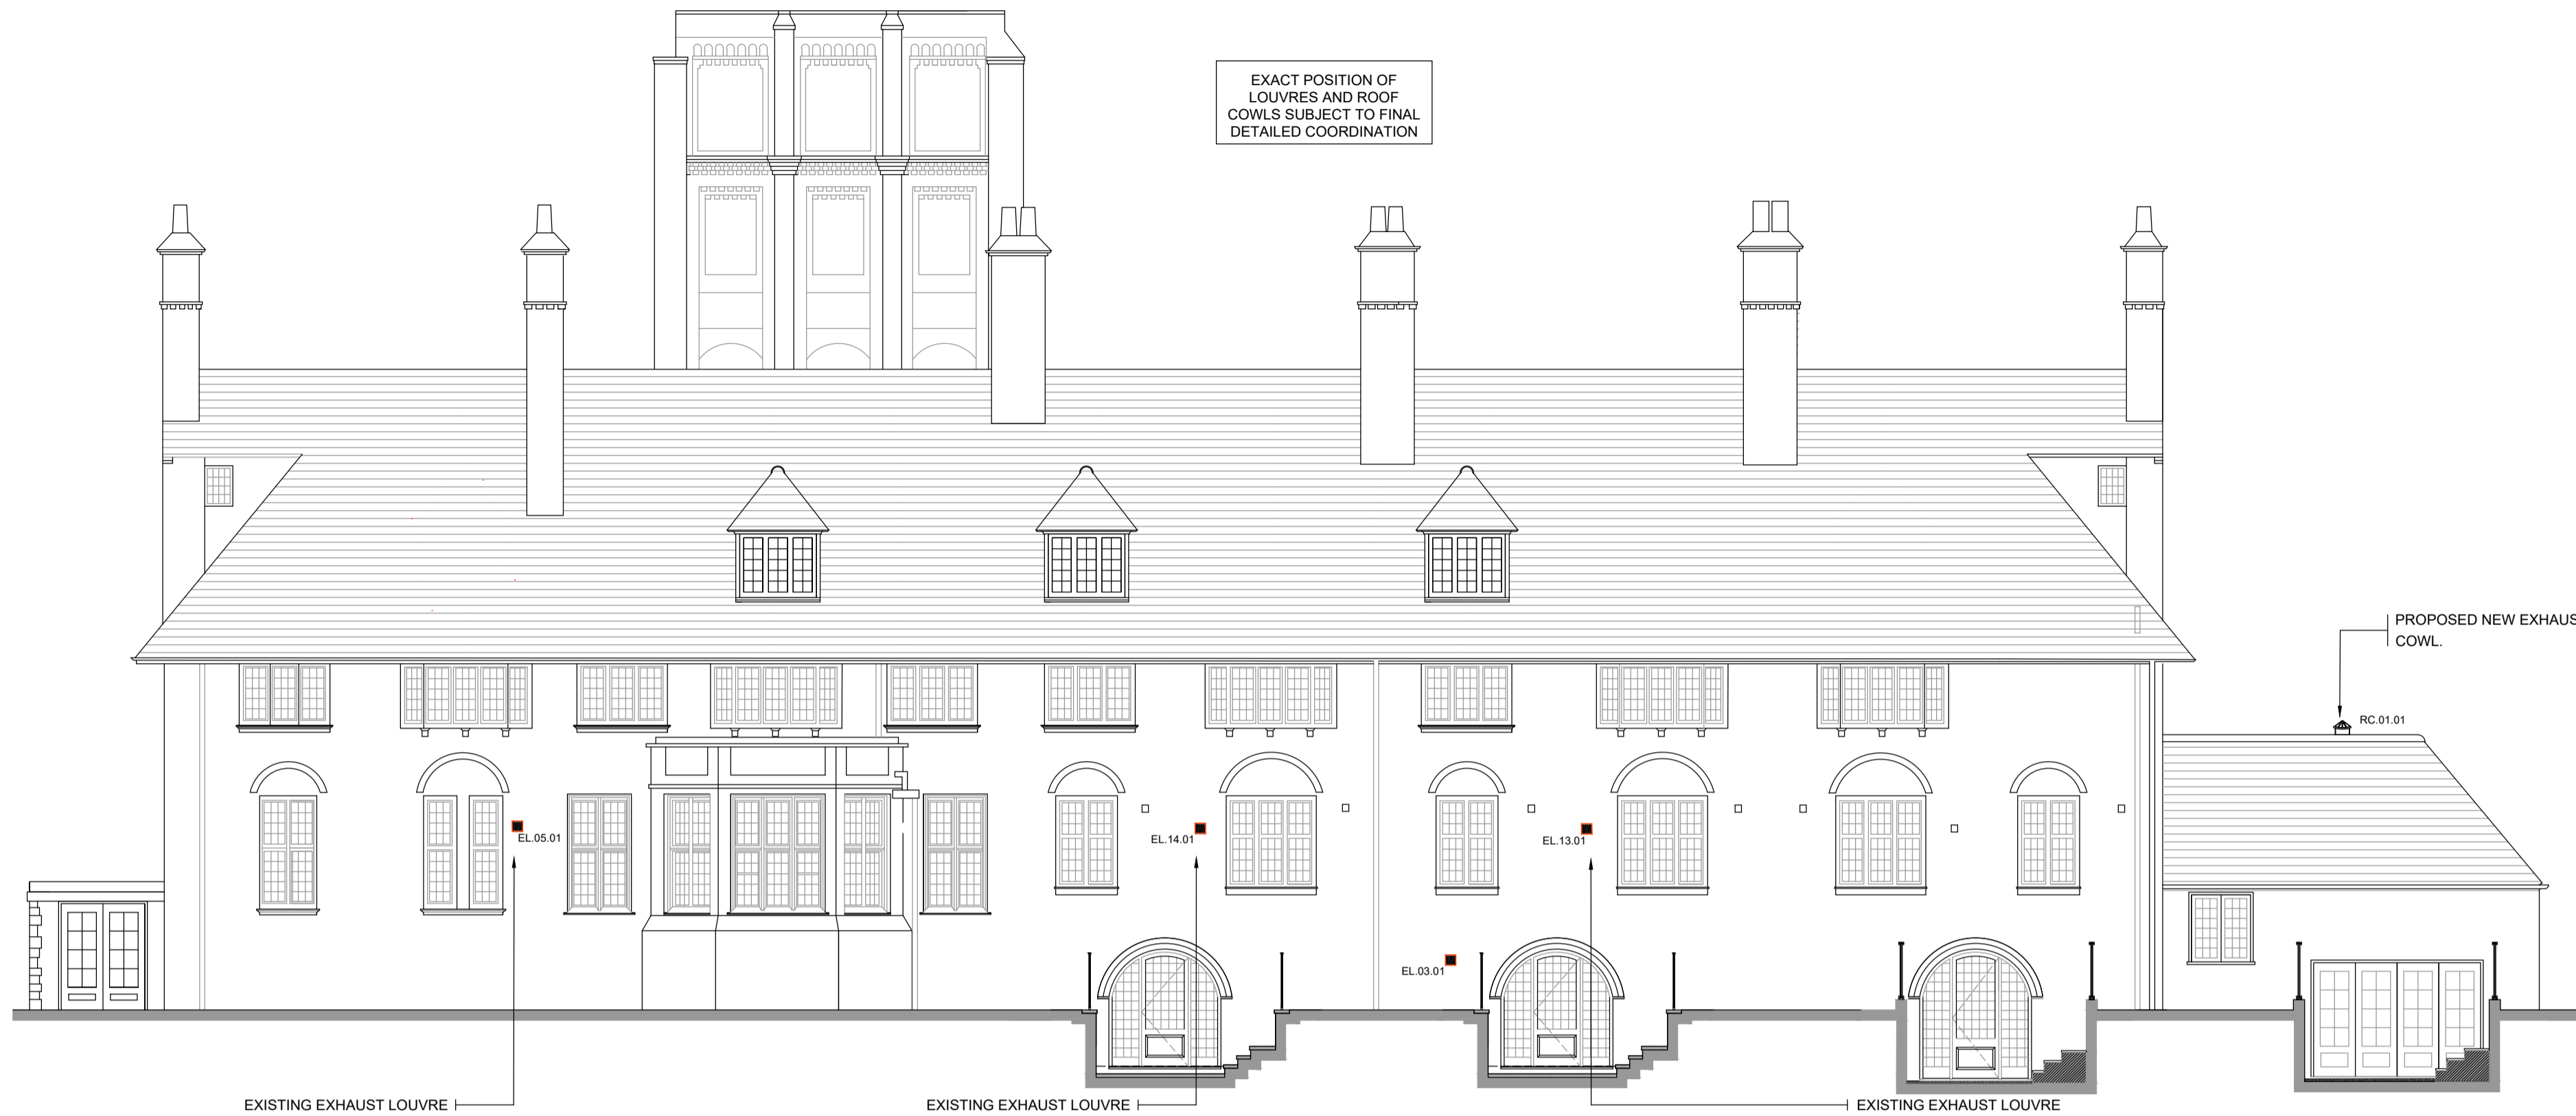 EXACT POSITION OF
LOUVRES AND ROOF
COWLS SUBJECT TO FINAL
DETAILED COORDINATION
PROPOSED NEW EXHAUS
COWL.
RC.01.01
EL.05.01
EL.14.01
EL.13.01
EL.03.01
EXISTING EXHAUST LOUVRE
EXISTING EXHAUST LOUVRE
EXISTING EXHAUST LOUVRE